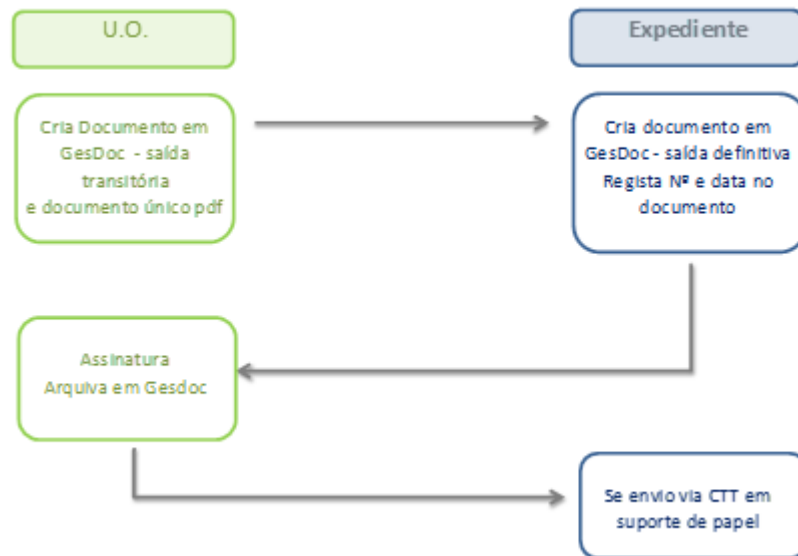 U.O.
Expediente
Cria Documento em
GesDoc - saída
transitória
e documento único pdf
Cria documento em
GesDoc - saída definitiva
Regista Nº e data no
documento
Assinatura
Arquiva em Gesdoc
Se envio via CTT em
suporte de papel